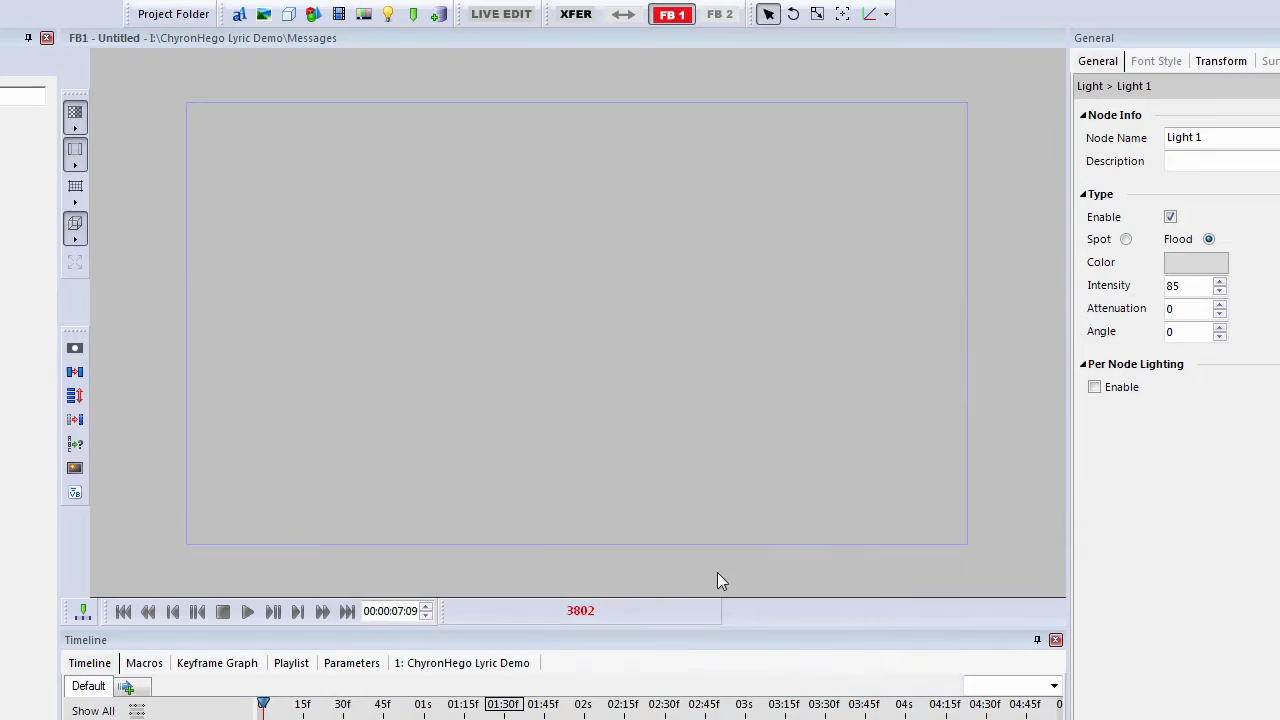 Project Folder
LIVE EDIT
XFER
FB 1
FB 2
FB1 - Untitled - I:\ChyronHego Lyric Demo\Messages
General
General
Font Style
Transform
Light > Light 1
Node Info
Node Name
Light 1
Description
Type
Enable
Spot
Flood
Color
Intensity
85
Attenuation
0
Angle
0
Per Node Lighting
Enable
VB
00:00:07:09
3802
Timeline
Timeline
Macros
Keyframe Graph
Playlist
Parameters
1: ChyronHego Lyric Demo
Default
Show All
15f
30f
45f
01s
01:15f
01:30f
01:45f
02s
02:15f
02:30f
02:45f
03s
03:15f
03:30f
03:45f
04s
04:15f
04:30f
04:45f
0